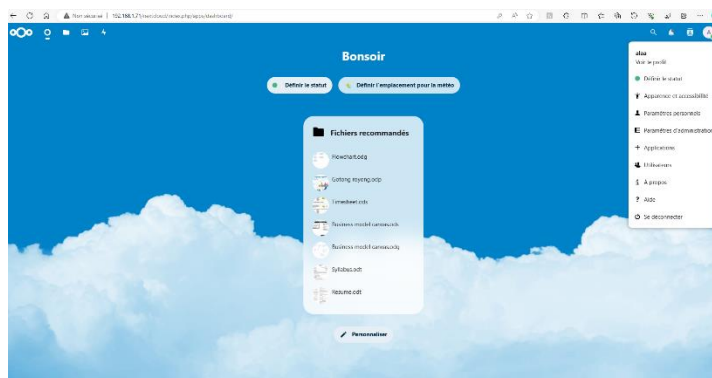 Non sécurisé | 192.168.1.71/nextcloud/index.php/apps/dashboard/
Bonsoir
Définir le statut
Définir l'emplacement pour la météo
Fichiers recommandés
Flowchart.odg
Gotong royong.odp
Timesheet.ods
Business model canvas.ods
Business model canvas.odg
Syllabus.odt
Resume.odt
Personnaliser
alaa
Voir le profil
Définir le statut
Apparence et accessibilité
Paramètres personnels
Paramètres d'administration
Applications
Utilisateurs
À propos
Aide
Se déconnecter